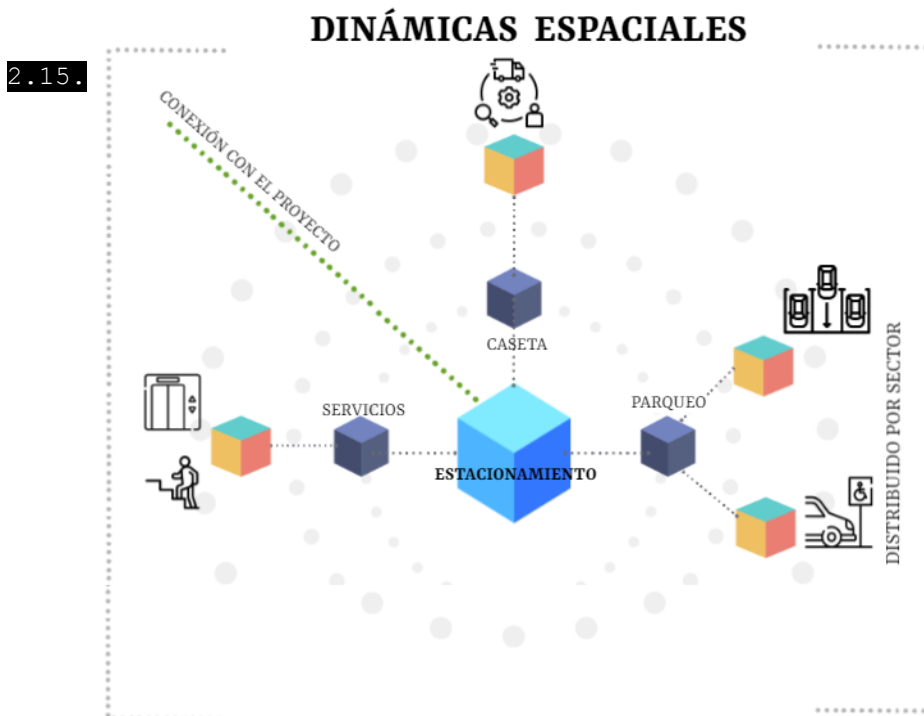 DINÁMICAS ESPACIALES
2.15.
CONEXIÓN CON EL PROYECTO
CASETA
SERVICIOS
PARQUEO
ESTACIONAMIENTO
DISTRIBUIDO POR SECTOR